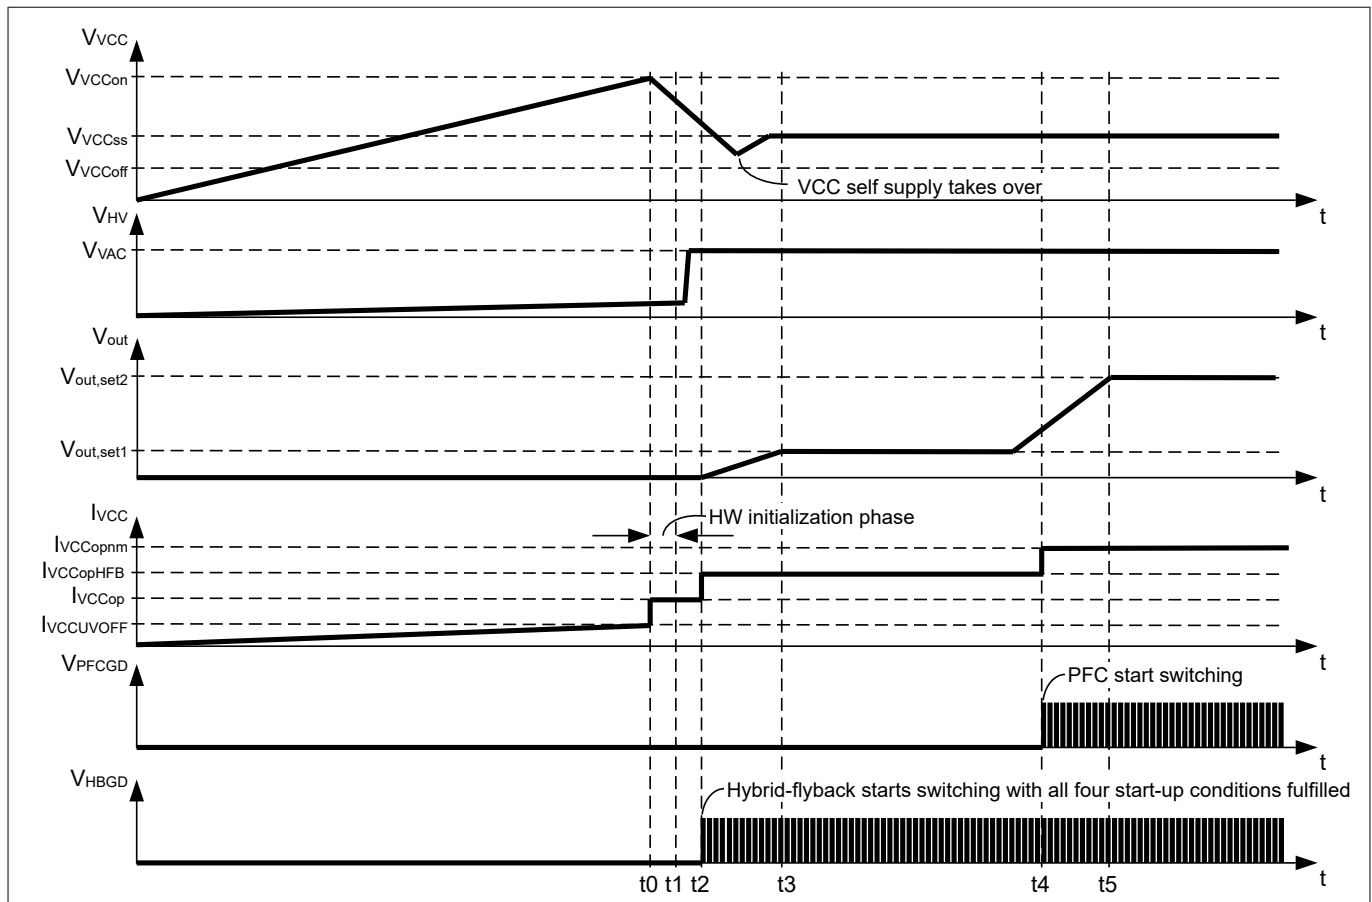 VVCC
VVCCon
VVCCss
VVCCoff
VCC self supply takes over
t
VHV
VVAC
t
Vout
Vout,set2
Vout,set1
t
IVCC
HW initialization phase
IVCCopnm
IVCCopHFB
IVCCop
IVCCUVOFF
t
VPFCGD
PFC start switching
t
VHBGD
Hybrid-flyback starts switching with all four start-up conditions fulfilled
t
t0 t1 t2 t3 t4 t5